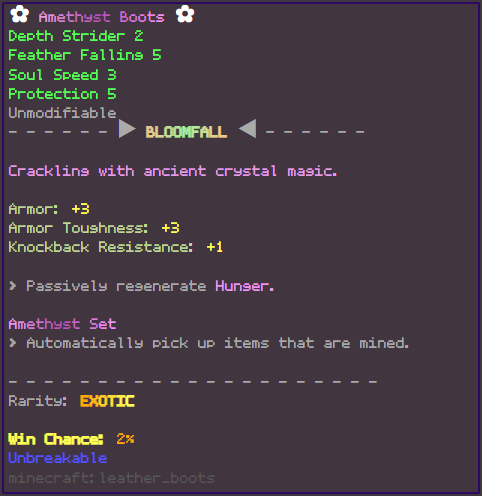 ✿ Amethyst Boots ✿
Depth Strider 2
Feather Falling 5
Soul Speed 3
Protection 5
Unmodifiable
- - - - - - ▶ BLOOMFALL ◀ - - - - - -
Crackling with ancient crystal magic.
Armor: +3
Armor Toughness: +3
Knockback Resistance: +1
> Passively regenerate Hunger.
Amethyst Set
> Automatically pick up items that are mined.
- - - - - - - - - - - - - - - - - - - - -
Rarity: EXOTIC
Win Chance: 2%
Unbreakable
minecraft:leather_boots